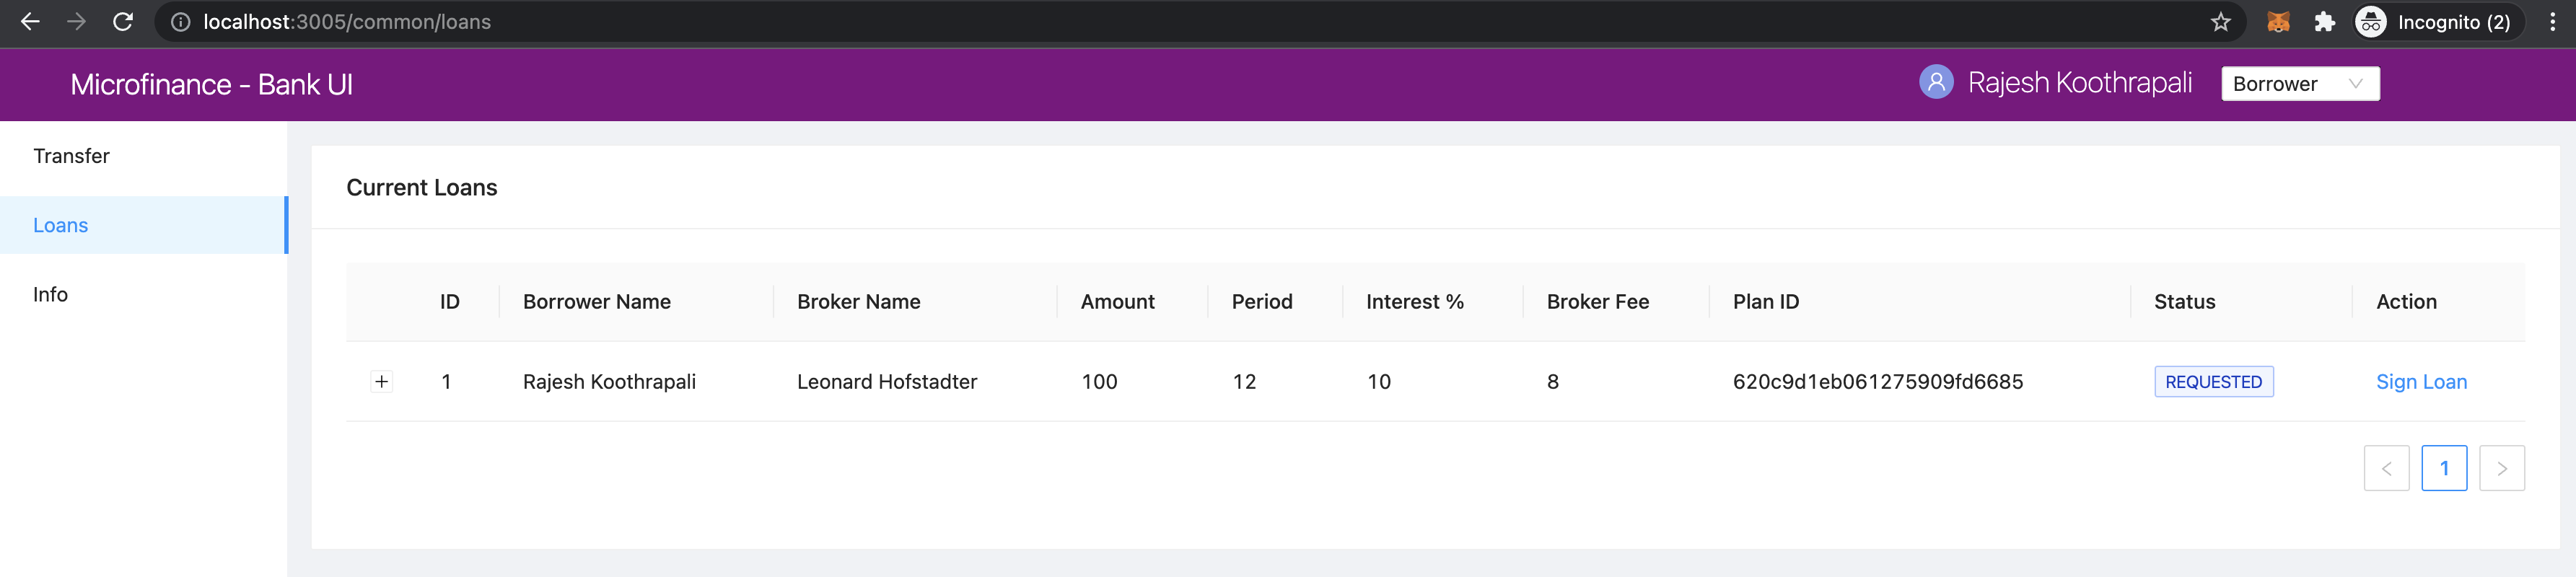 localhost:3005/common/loans
Incognito (2)
Microfinance - Bank UI
Rajesh Koothrapali
Borrower
Transfer
Loans
Info
Current Loans
ID Borrower Name Broker Name Amount Period Interest % Broker Fee Plan ID Status Action
1 Rajesh Koothrapali Leonard Hofstadter 100 12 10 8 620c9d1eb061275909fd6685 REQUESTED Sign Loan
< 1 >